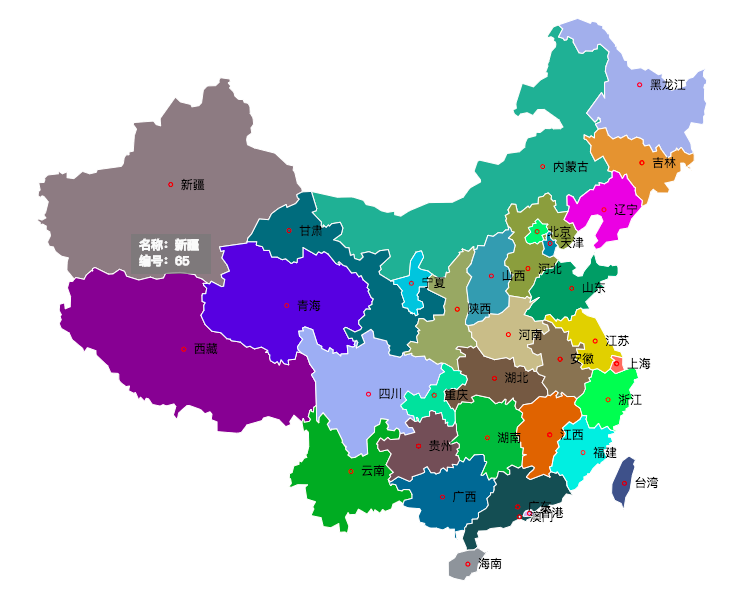 黑龙江
吉林
内蒙古
新疆
辽宁
甘肃
北京
天津
名称: 新疆
编号: 65
河北
山西
宁夏
山东
青海
陕西
河南
江苏
西藏
安徽
上海
湖北
四川
重庆
浙江
江西
湖南
贵州
福建
云南
台湾
广西
广东
香港
澳门
海南